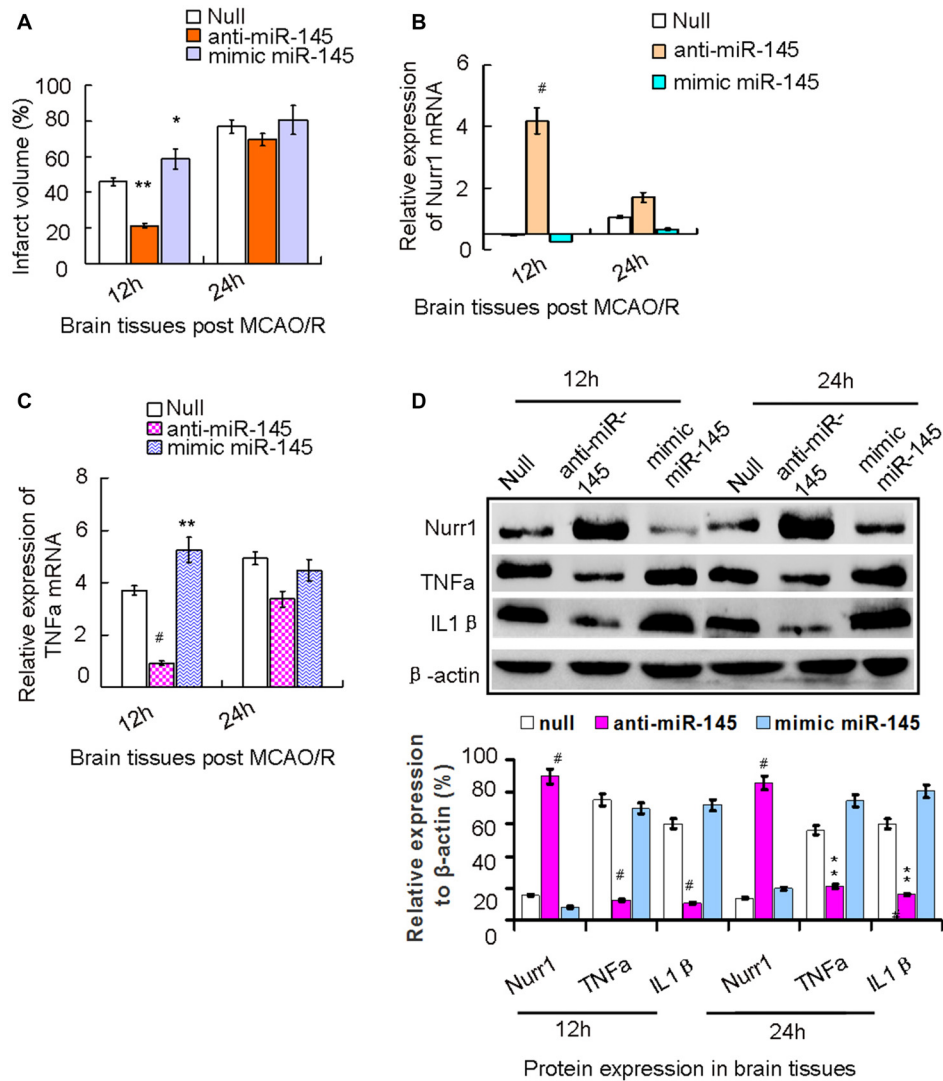 A
Null
anti-miR-145
mimic miR-145
Infarct volume (%)
100
80
60
40
20
0
*
**
12h
24h
Brain tissues post MCAO/R
B
Null
anti-miR-145
mimic miR-145
Relative expression
of Nurr1 mRNA
6
4
2
0
#
12h
24h
Brain tissues post MCAO/R
C
Null
anti-miR-145
mimic miR-145
Relative expression of
TNFa mRNA
8
6
4
2
0
**
#
12h
24h
Brain tissues post MCAO/R
D
12h
24h
Null
anti-miR-
145
mimic
miR-145
Null
anti-miR-
145
mimic
miR-145
Nurr1
TNFa
IL1 β
β -actin
null
anti-miR-145
mimic miR-145
Relative expression
to β-actin (%)
100
80
60
40
20
0
#
#
#
#
**
**
#
Nurr1
TNFa
IL1 β
Nurr1
TNFa
IL1 β
12h
24h
Protein expression in brain tissues